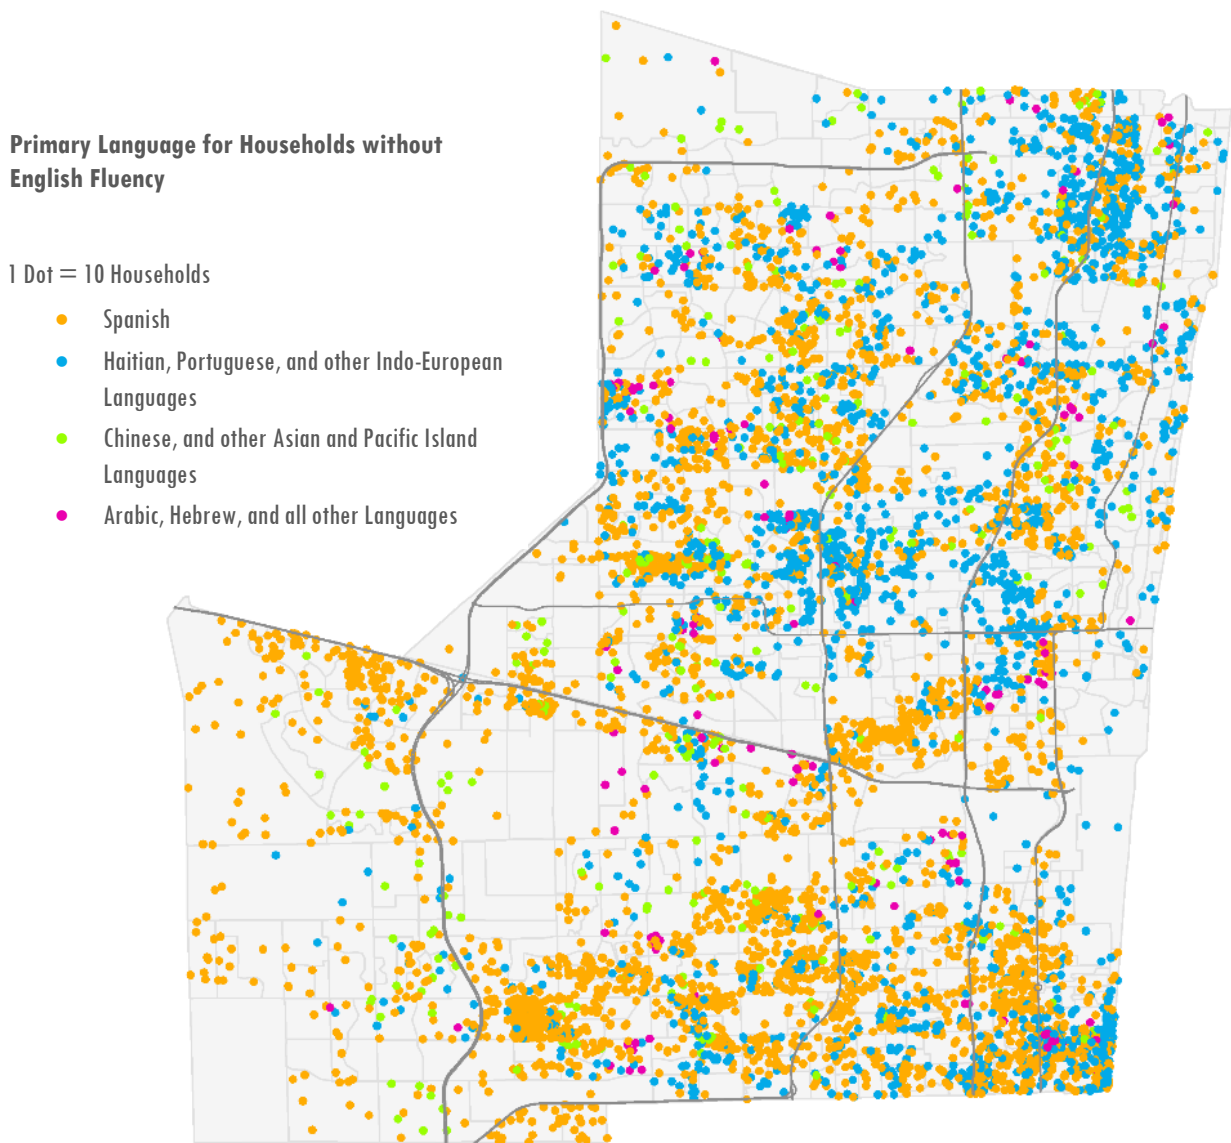 Primary Language for Households without
English Fluency
1 Dot = 10 Households
Spanish
Haitian, Portuguese, and other Indo-European
Languages
Chinese, and other Asian and Pacific Island
Languages
Arabic, Hebrew, and all other Languages